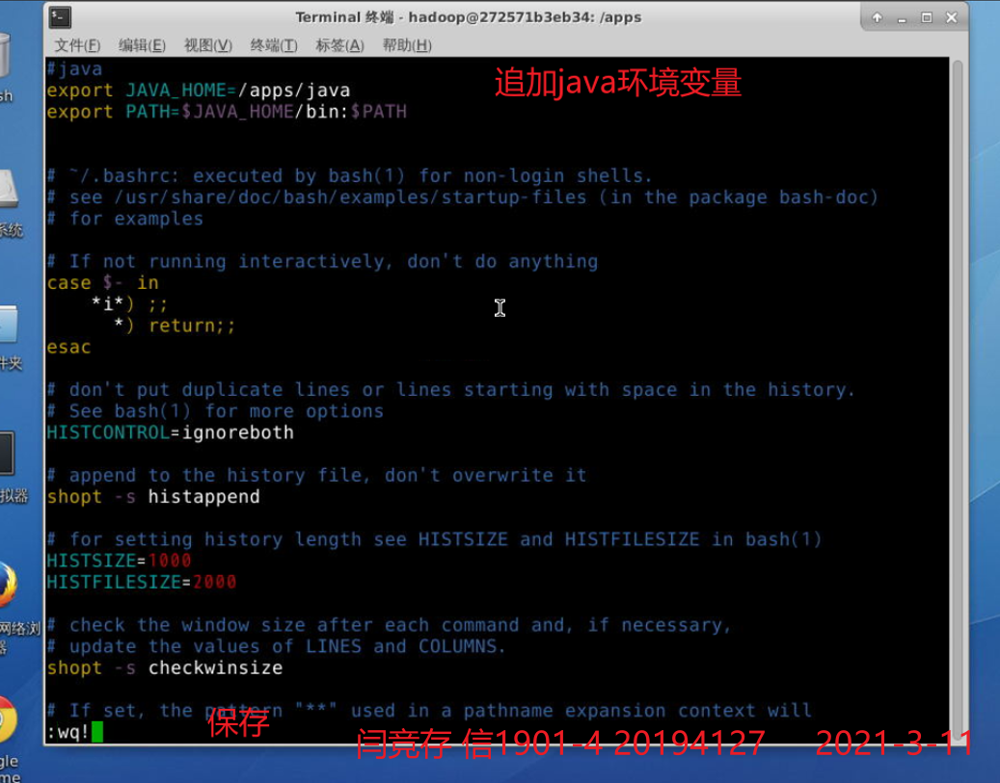 Terminal 终端 - hadoop@272571b3eb34: /apps
文件(F) 编辑(E) 视图(V) 终端(T) 标签(A) 帮助(H)
#java
追加java环境变量
export JAVA_HOME=/apps/java
export PATH=$JAVA_HOME/bin:$PATH
# ~/.bashrc: executed by bash(1) for non-login shells.
# see /usr/share/doc/bash/examples/startup-files (in the package bash-doc)
# for examples
# If not running interactively, don't do anything
case $- in
*i*) ;;
*) return;;
esac
# don't put duplicate lines or lines starting with space in the history.
# See bash(1) for more options
HISTCONTROL=ignoreboth
# append to the history file, don't overwrite it
shopt -s histappend
# for setting history length see HISTSIZE and HISTFILESIZE in bash(1)
HISTSIZE=1000
HISTFILESIZE=2000
# check the window size after each command and, if necessary,
# update the values of LINES and COLUMNS.
shopt -s checkwinsize
# If set, the pattern "**" used in a pathname expansion context will
保存
:wq!
闫竞存 信1901-4 20194127 2021-3-11
sh
系统
件夹
拟器
网络浏
器
gle
me